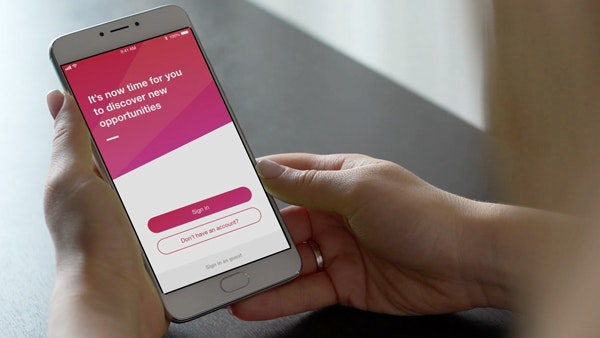 9:41 AM
100%
It's now time for you
to discover new
opportunities
Sign in
Don't have an account?
Sign in as guest